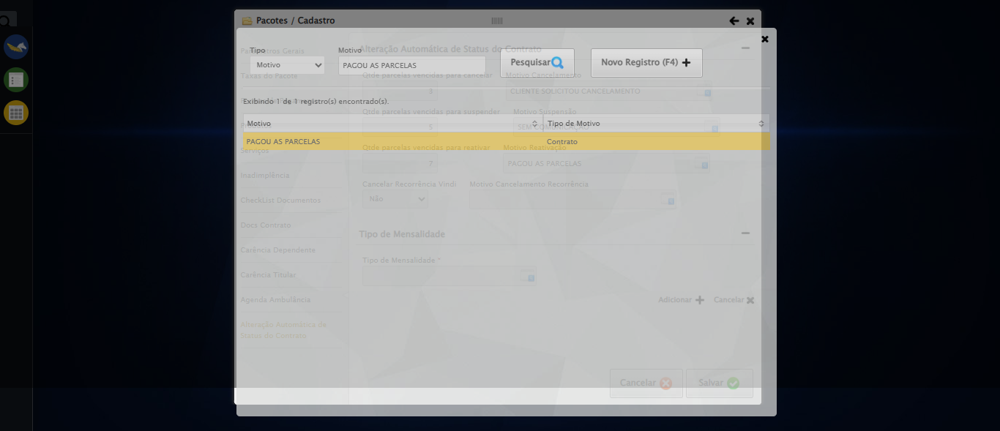 Pacotes / Cadastro
Tipo
Motivo
Motivo
PAGOU AS PARCELAS
Pesquisar
Novo Registro (F4)
Exibindo 1 de 1 registro(s) encontrado(s).
Motivo
Tipo de Motivo
PAGOU AS PARCELAS
Contrato
Parâmetros Gerais
Taxas do Pacote
Serviços
Inadimplência
CheckList Documentos
Docs Contrato
Carência Dependente
Carência Titular
Agenda Ambulância
Alteração Automática de
Status do Contrato
Alteração Automática de Status do Contrato
Qtde parcelas vencidas para cancelar
Motivo Cancelamento
3
CLIENTE SOLICITOU CANCELAMENTO
Qtde parcelas vencidas para suspender
Motivo Suspensão
5
SEM COMUNICAÇÃO
Qtde parcelas vencidas para reativar
Motivo Reativação
7
PAGOU AS PARCELAS
Cancelar Recorrência Vindi
Motivo Cancelamento Recorrência
Não
Tipo de Mensalidade
Tipo de Mensalidade *
Adicionar
Cancelar
Cancelar
Salvar